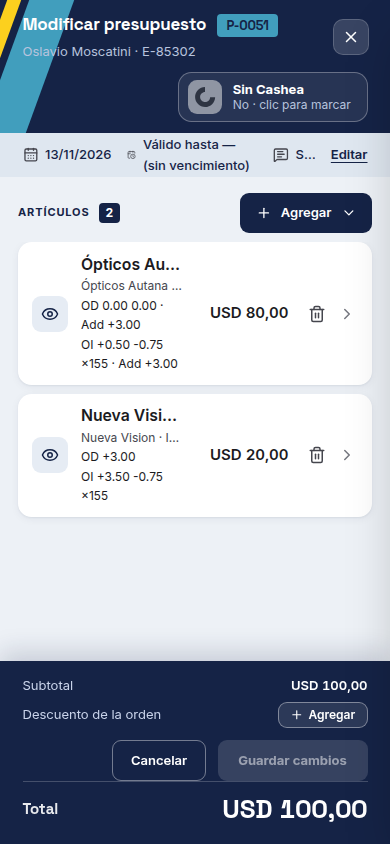 Modificar presupuesto P-0051
Oslavio Moscatini · E-85302
Sin Cashea
No · clic para marcar
13/11/2026
Válido hasta —
(sin vencimiento)
S... Editar
ARTÍCULOS 2
Agregar
Ópticos Au...
Ópticos Autana ...
OD 0.00 0.00 ·
Add +3.00
OI +0.50 -0.75
×155 · Add +3.00
USD 80,00
Nueva Visi...
Nueva Vision · l...
OD +3.00
OI +3.50 -0.75
×155
USD 20,00
Subtotal USD 100,00
Descuento de la orden Agregar
Cancelar Guardar cambios
Total USD 100,00